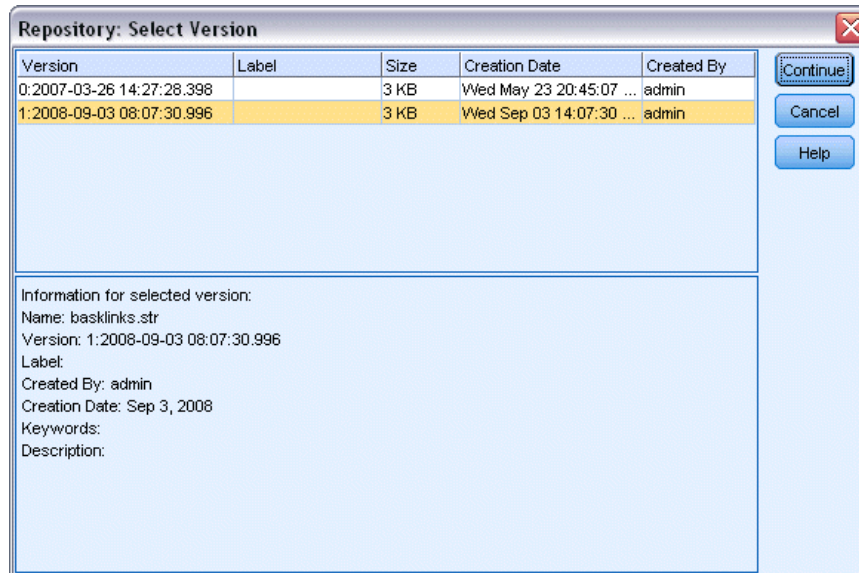 Repository: Select Version
Version Label Size Creation Date Created By
0:2007-03-26 14:27:28.398 3 KB Wed May 23 20:45:07 ... admin
1:2008-09-03 08:07:30.996 3 KB Wed Sep 03 14:07:30 ... admin
Continue
Cancel
Help
Information for selected version:
Name: basklinks.str
Version: 1:2008-09-03 08:07:30.996
Label:
Created By: admin
Creation Date: Sep 3, 2008
Keywords:
Description: